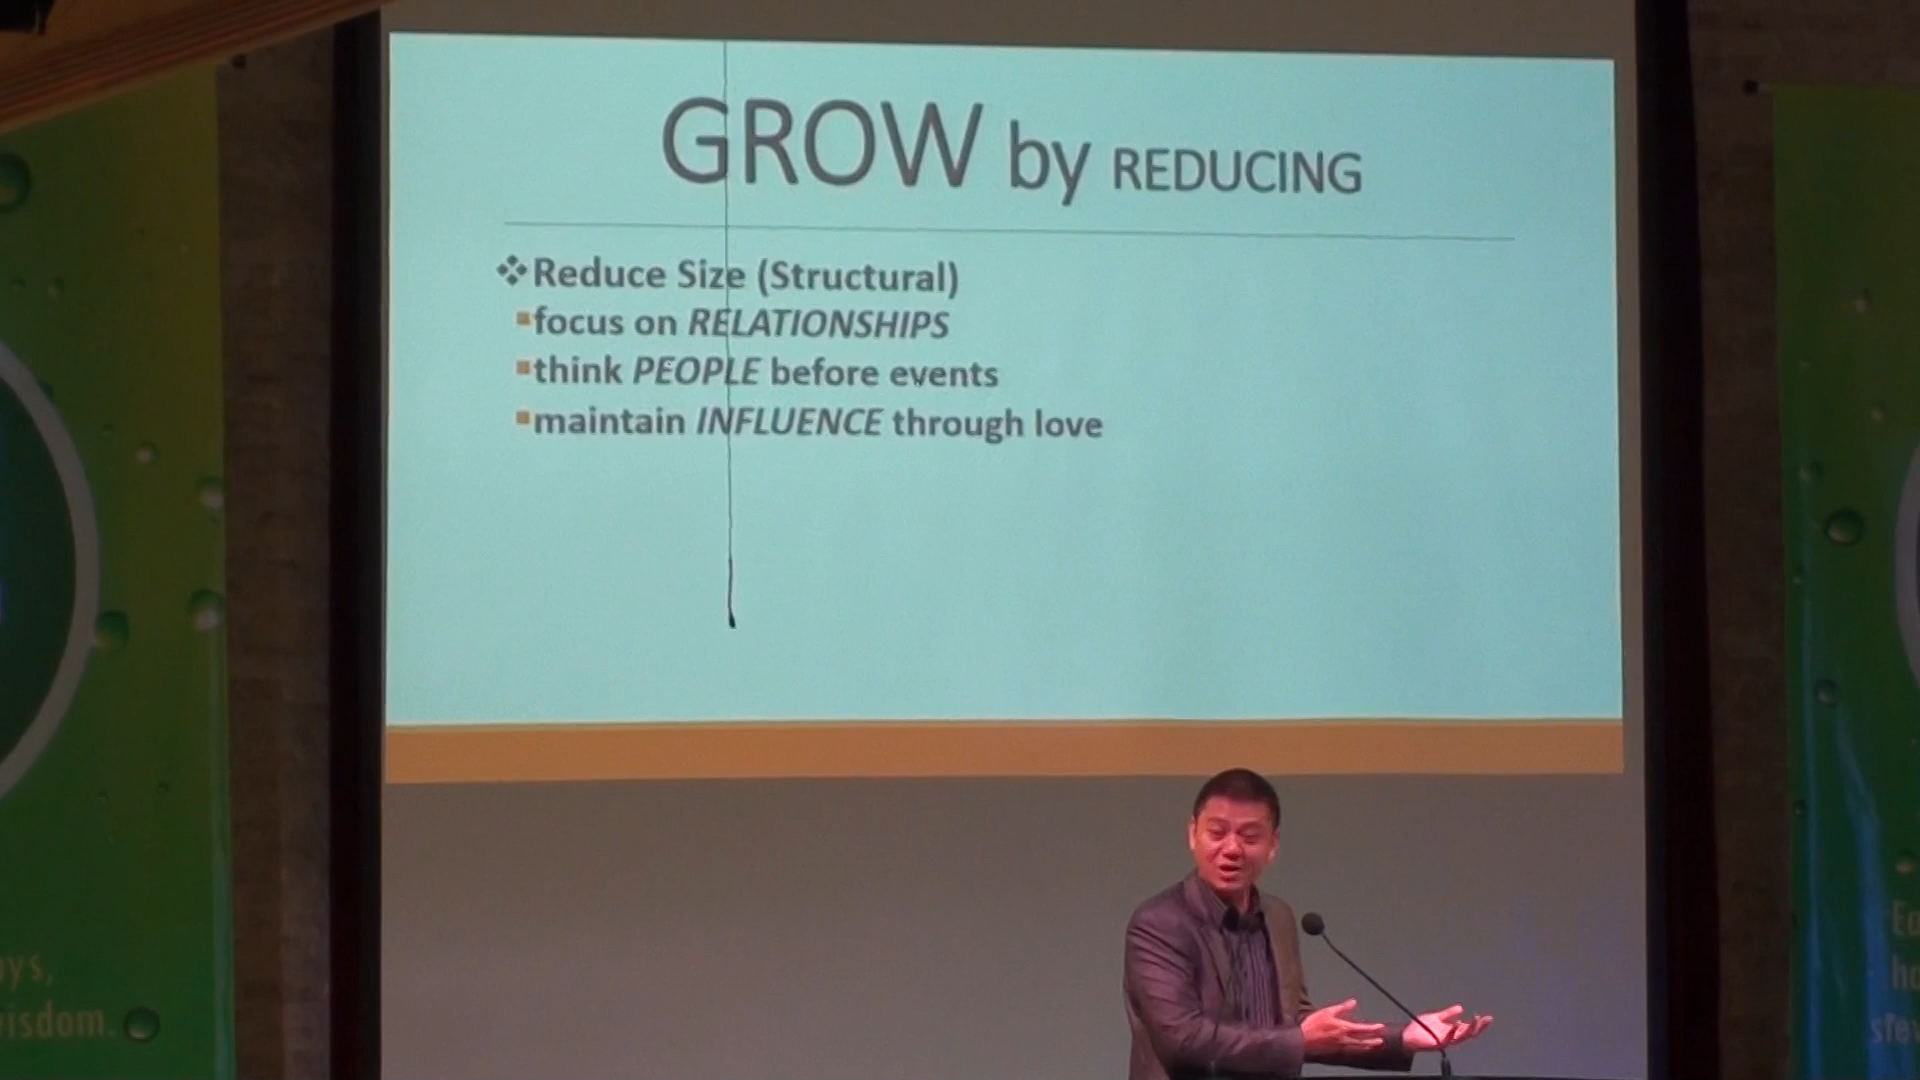 GROW by REDUCING
❖Reduce Size (Structural)
▪focus on RELATIONSHIPS
▪think PEOPLE before events
▪maintain INFLUENCE through love